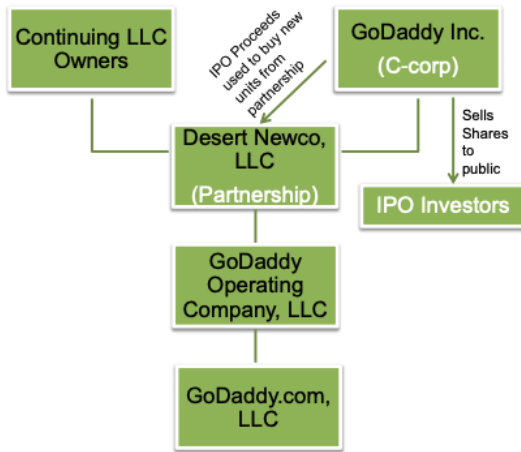 Continuing LLC
Owners
IPO Proceeds
used to buy new
units from
partnership
GoDaddy Inc.
(C-corp)
Sells
Shares
to
public
Desert Newco,
LLC
(Partnership)
IPO Investors
GoDaddy
Operating
Company, LLC
GoDaddy.com,
LLC